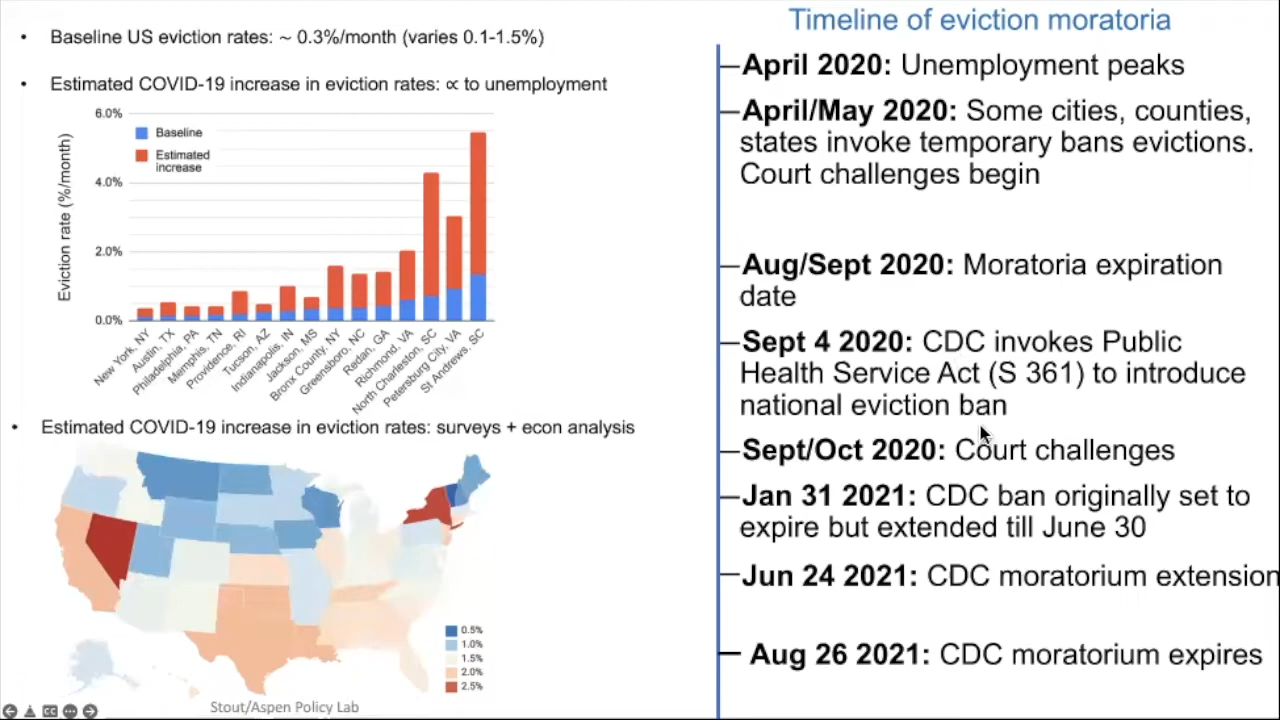 • Baseline US eviction rates: ~ 0.3%/month (varies 0.1-1.5%)
• Estimated COVID-19 increase in eviction rates: ∝ to unemployment
6.0%
4.0%
2.0%
0.0%
Eviction rate (%/month)
Baseline
Estimated
increase
New York, NY
Austin, TX
Philadelphia, PA
Memphis, TN
Providence, RI
Tucson, AZ
Indianapolis, IN
Jackson, MS
Bronx County, NY
Greensboro, NC
Redan, GA
Richmond, VA
North Charleston, SC
Petersburg City, VA
St Andrews, SC
• Estimated COVID-19 increase in eviction rates: surveys + econ analysis
0.5%
1.0%
1.5%
2.0%
2.5%
Stout/Aspen Policy Lab
CC
Timeline of eviction moratoria
April 2020: Unemployment peaks
April/May 2020: Some cities, counties,
states invoke temporary bans evictions.
Court challenges begin
Aug/Sept 2020: Moratoria expiration
date
Sept 4 2020: CDC invokes Public
Health Service Act (S 361) to introduce
national eviction ban
Sept/Oct 2020: Court challenges
Jan 31 2021: CDC ban originally set to
expire but extended till June 30
Jun 24 2021: CDC moratorium extension
Aug 26 2021: CDC moratorium expires